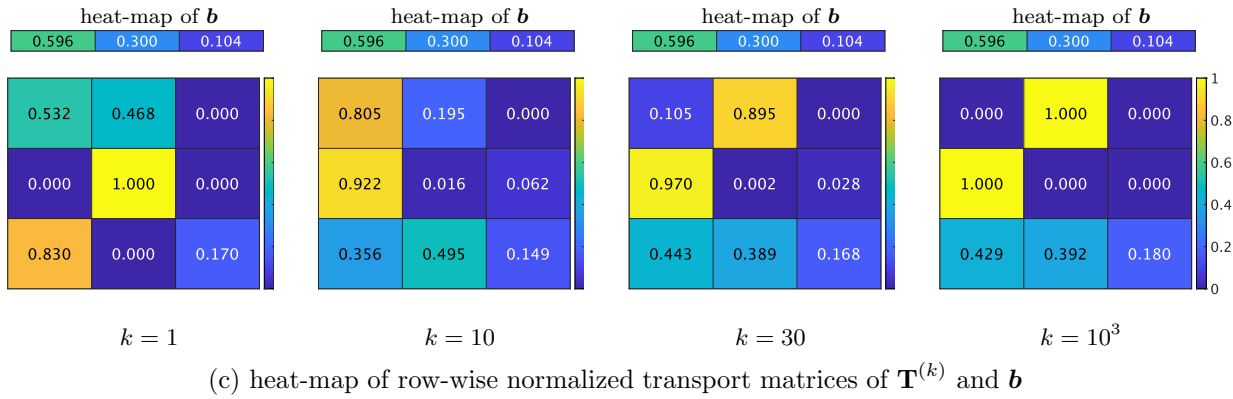 heat-map of b heat-map of b heat-map of b heat-map of b
0.596 0.300 0.104 0.596 0.300 0.104 0.596 0.300 0.104 0.596 0.300 0.104
0.532 0.468 0.000 0.805 0.195 0.000 0.105 0.895 0.000 0.000 1.000 0.000 1
0.8
0.000 1.000 0.000 0.922 0.016 0.062 0.970 0.002 0.028 1.000 0.000 0.000 0.6
0.4
0.830 0.000 0.170 0.356 0.495 0.149 0.443 0.389 0.168 0.429 0.392 0.180 0.2
0
k = 1 k = 10 k = 30 k = 10³
(c) heat-map of row-wise normalized transport matrices of T⁽ᵏ⁾ and b